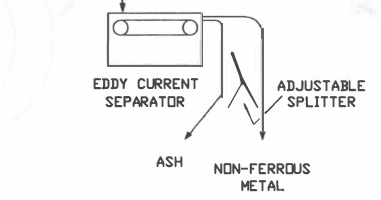 EDDY CURRENT
SEPARATOR
ADJUSTABLE
SPLITTER
ASH
NON-FERROUS
METAL